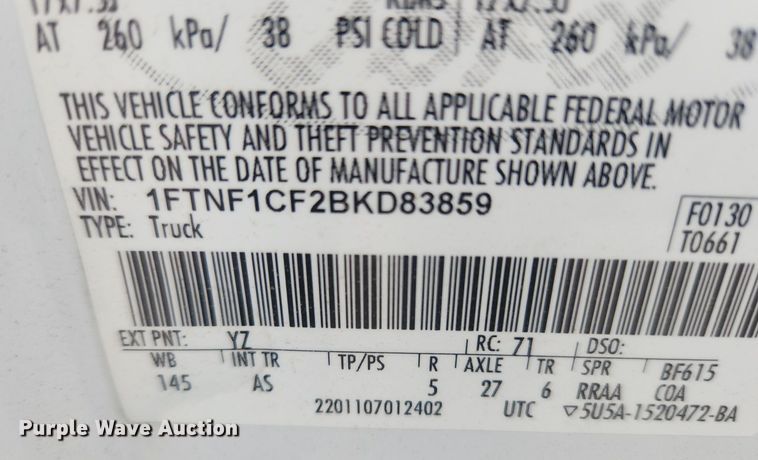 AT 260 kPa/ 38 PSI COLD AT 260 kPa/ 38
THIS VEHICLE CONFORMS TO ALL APPLICABLE FEDERAL MOTOR
VEHICLE SAFETY AND THEFT PREVENTION STANDARDS IN
EFFECT ON THE DATE OF MANUFACTURE SHOWN ABOVE.
VIN: 1FTNF1CF2BKD83859
F0130
TYPE: Truck
T0661
EXT PNT: YZ RC: 71 DSO:
WB INT TR TP/PS R AXLE TR SPR BF615
145 AS 5 27 6 RRAA COA
2201107012402 UTC ▽5U5A-1520472-BA
Purple Wave Auction